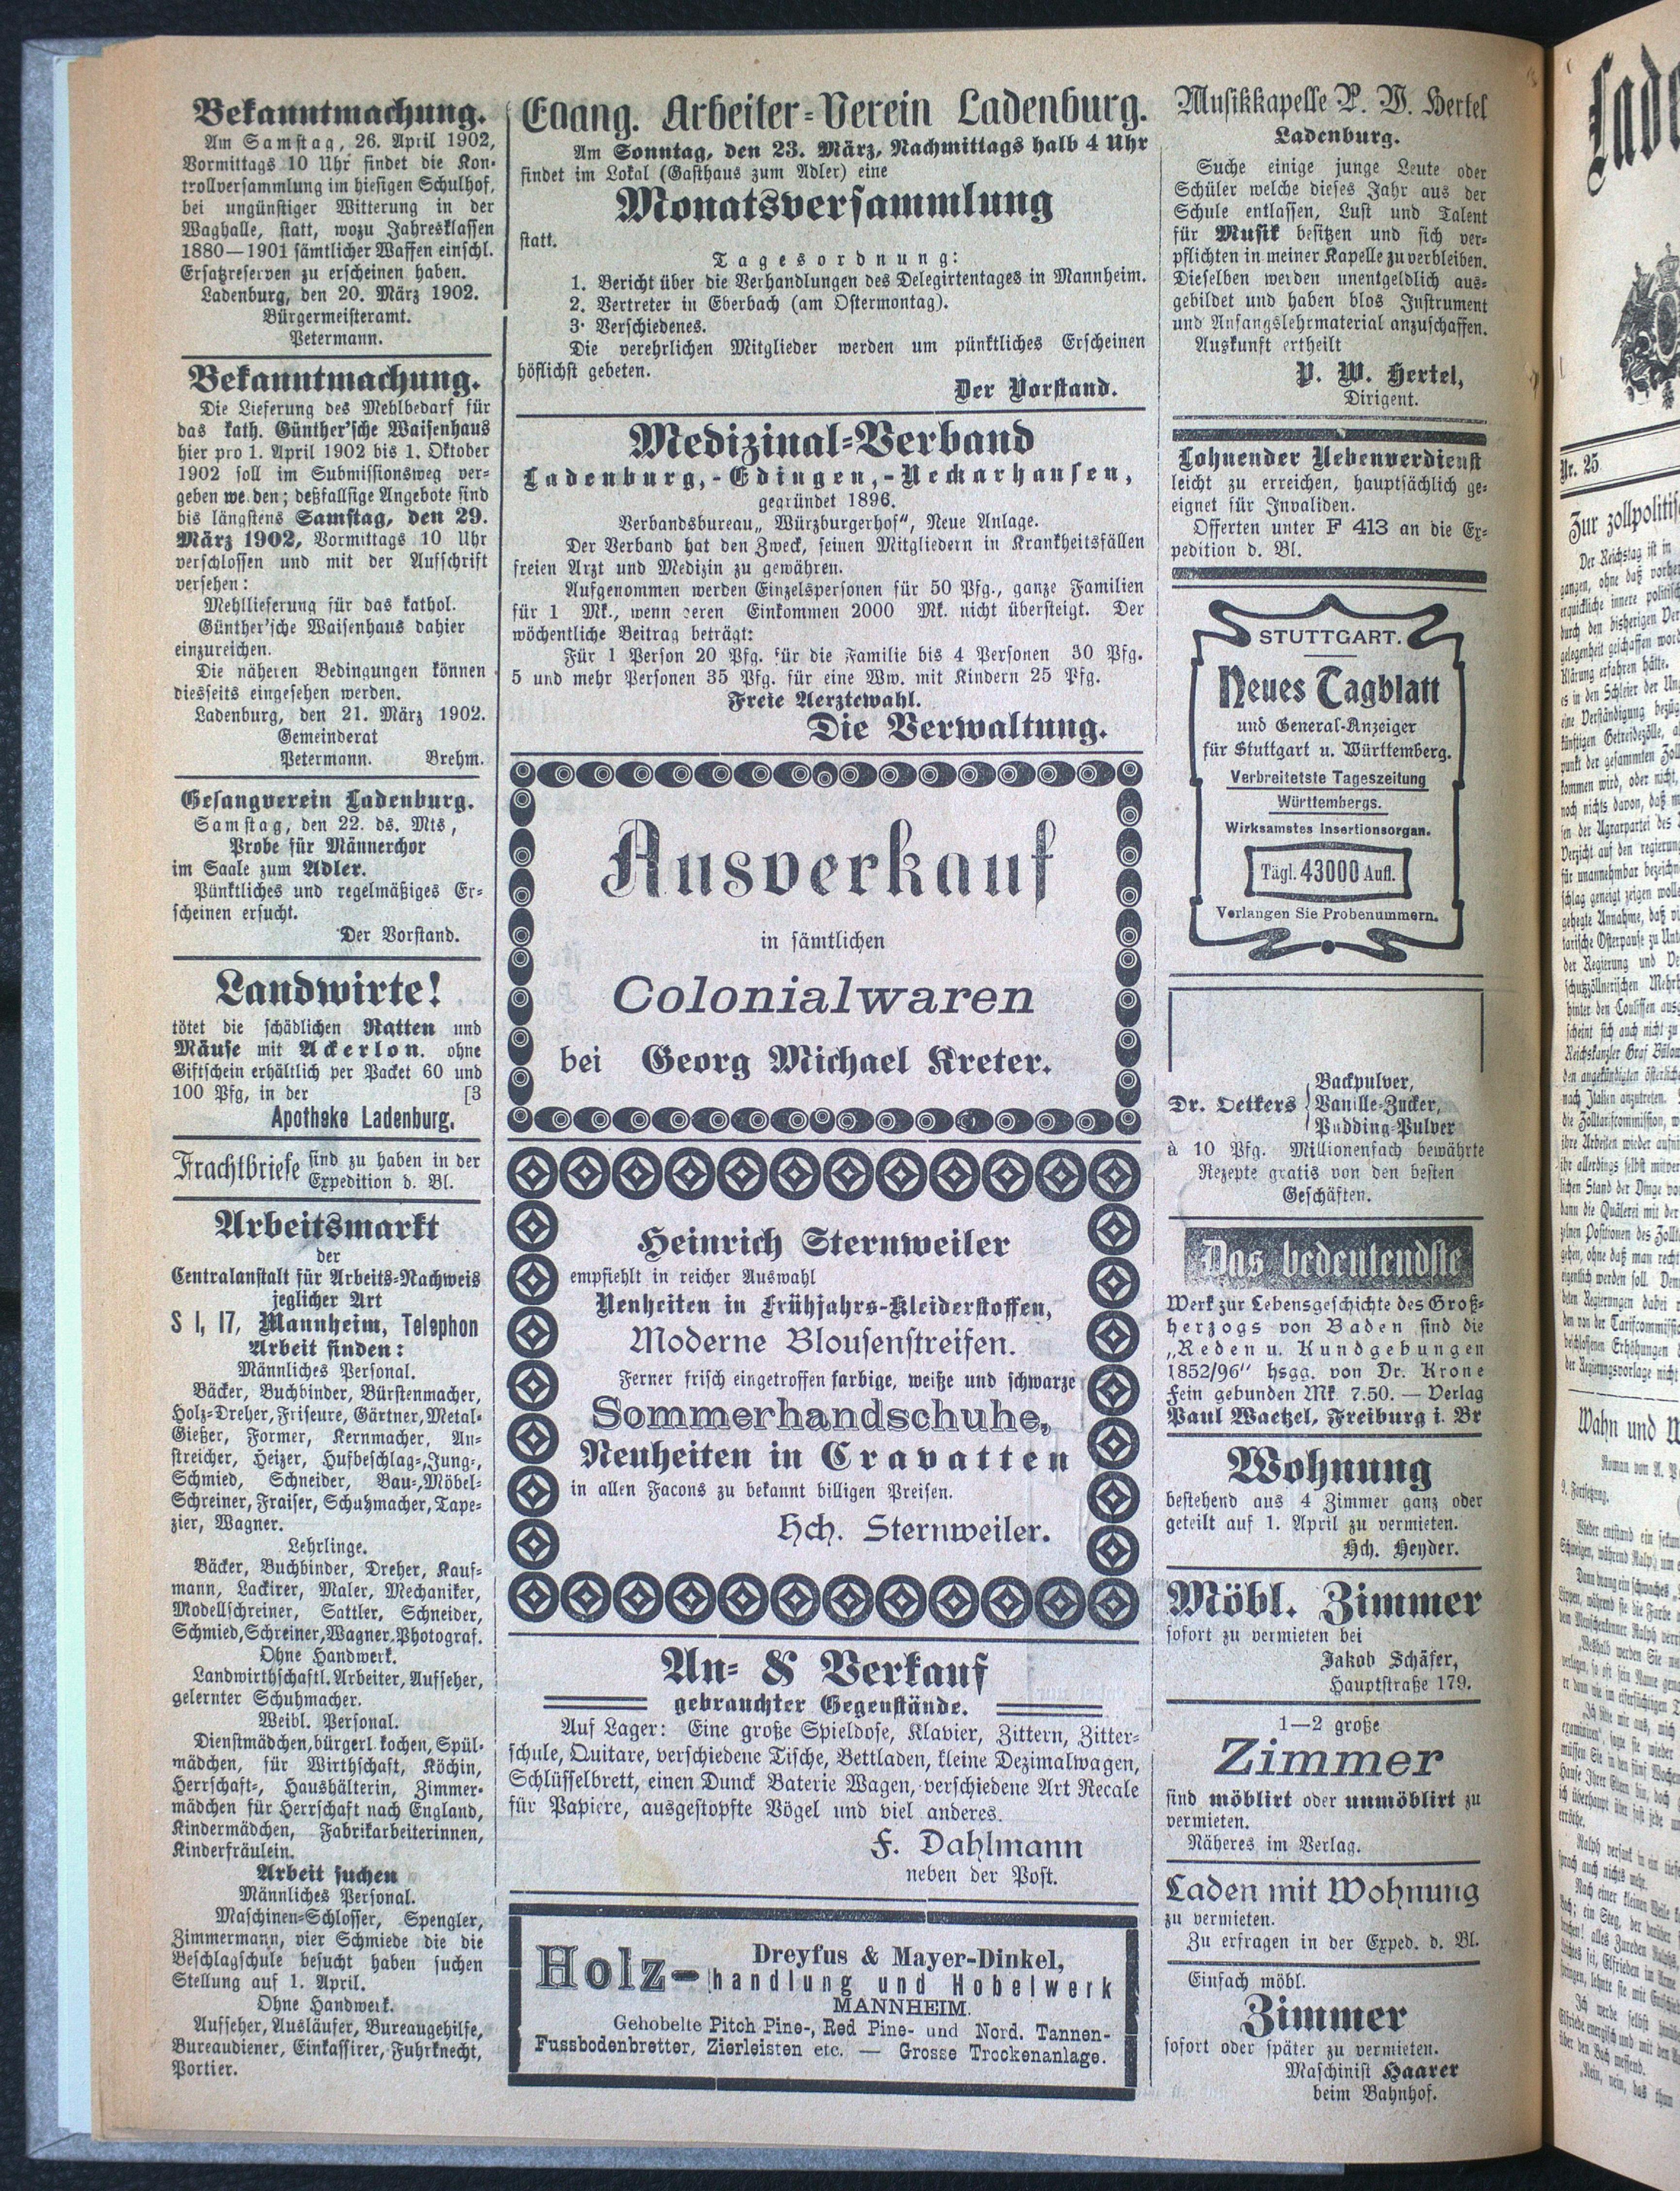 Bekanntmachung.
Am Samstag, 26. April 1902,
Vormittags 10 Uhr findet die Kon-
trollversammlung im hiesigen Schulhof,
bei ungünstiger Witterung in der
Waghalle, statt, wozu Jahresklassen
1880—1901 sämtlicher Waffen einschl.
Ersatzreserven zu erscheinen haben.
Ladenburg, den 20. März 1902.
Bürgermeisteramt.
Petermann.
Bekanntmachung.
Die Lieferung des Mehlbedarf für
das kath. Günther'sche Waisenhaus
hier pro 1. April 1902 bis 1. Oktober
1902 soll im Submissionsweg ver-
geben we.den; deßfallsige Angebote sind
bis längstens Samstag, den 29.
März 1902, Vormittags 10 Uhr
verschlossen und mit der Aufschrift
versehen:
Mehllieferung für das kathol.
Günther'sche Waisenhaus dahier
einzureichen.
Die näheren Bedingungen können
diesseits eingesehen werden.
Ladenburg, den 21. März 1902.
Gemeinderat
Petermann. Brehm.
Gesangverein Ladenburg.
Samstag, den 22. ds. Mts,
Probe für Männerchor
im Saale zum Adler.
Pünktliches und regelmäßiges Er-
scheinen ersucht.
Der Vorstand.
Landwirte!
tötet die schädlichen Ratten und
Mäuse mit Ackerlon. ohne
Giftschein erhältlich per Packet 60 und
100 Pfg, in der [3
Apotheke Ladenburg.
Frachtbriefe sind zu haben in der
Expedition d. Bl.
Arbeitsmarkt
der
Centralanstalt für Arbeits-Nachweis
jeglicher Art
S 1, 17, Mannheim, Telephon
Arbeit finden:
Männliches Personal.
Bäcker, Buchbinder, Bürstenmacher,
Holz-Dreher, Friseure, Gärtner, Metal-
Gießer, Former, Kernmacher, An-
streicher, Heizer, Hufbeschlag-,Jung-,
Schmied, Schneider, Bau-,Möbel-
Schreiner, Fraiser, Schuhmacher, Tape-
zier, Wagner.
Lehrlinge.
Bäcker, Buchbinder, Dreher, Kauf-
mann, Lackirer, Maler, Mechaniker,
Modellschreiner, Sattler, Schneider,
Schmied, Schreiner, Wagner, Photograf.
Ohne Handwerk.
Landwirthschaftl. Arbeiter, Aufseher,
gelernter Schuhmacher.
Weibl. Personal.
Dienstmädchen, bürgerl. kochen, Spül-
mädchen, für Wirthschaft, Köchin,
Herrschaft-, Haushälterin, Zimmer-
mädchen für Herrschaft nach England,
Kindermädchen, Fabrikarbeiterinnen,
Kinderfräulein.
Arbeit suchen
Männliches Personal.
Maschinen-Schlosser, Spengler,
Zimmermann, vier Schmiede die die
Beschlagschule besucht haben suchen
Stellung auf 1. April.
Ohne Handwerk.
Aufseher, Ausläufer, Bureaugehilfe,
Bureaudiener, Einkassirer, Fuhrknecht,
Portier.
Evang. Arbeiter-Verein Ladenburg.
Am Sonntag, den 23. März, Nachmittags halb 4 Uhr
findet im Lokal (Gasthaus zum Adler) eine
Monatsversammlung
statt.
Tagesordnung:
1. Bericht über die Verhandlungen des Delegirtentages in Mannheim.
2. Vertreter in Eberbach (am Ostermontag).
3. Verschiedenes.
Die verehrlichen Mitglieder werden um pünktliches Erscheinen
höflichst gebeten.
Der Vorstand.
Medizinal-Verband
Ladenburg,-Edingen,-Neckarhausen,
gegründet 1896.
Verbandsbureau„ Würzburgerhof“, Neue Anlage.
Der Verband hat den Zweck, seinen Mitgliedern in Krankheitsfällen
freien Arzt und Medizin zu gewähren.
Aufgenommen werden Einzelspersonen für 50 Pfg., ganze Familien
für 1 Mk., wenn deren Einkommen 2000 Mk. nicht übersteigt. Der
wöchentliche Beitrag beträgt:
Für 1 Person 20 Pfg. für die Familie bis 4 Personen 30 Pfg.
5 und mehr Personen 35 Pfg. für eine Ww. mit Kindern 25 Pfg.
Freie Aerztewahl.
Die Verwaltung.
Ausverkauf
in sämtlichen
Colonialwaren
bei Georg Michael Kreter.
Heinrich Sternweiler
empfiehlt in reicher Auswahl
Neuheiten in Frühjahrs-Kleiderstoffen,
Moderne Blousenstreifen.
Ferner frisch eingetroffen farbige, weiße und schwarze
Sommerhandschuhe,
Neuheiten in Cravatten
in allen Facons zu bekannt billigen Preisen.
Hch. Sternweiler.
An- & Verkauf
gebrauchter Gegenstände.
Auf Lager: Eine große Spieldose, Klavier, Zittern, Zitter-
schule, Quitare, verschiedene Tische, Bettladen, kleine Dezimalwagen,
Schlüsselbrett, einen Dunck Baterie Wagen, verschiedene Art Recale
für Papiere, ausgestopfte Vögel und viel anderes.
F. Dahlmann
neben der Post.
Dreyfus & Mayer-Dinkel,
Holz-handlung und Hobelwerk
MANNHEIM.
Gehobelte Pitch Pine-, Red Pine- und Nord. Tannen-
Fussbodenbretter, Zierleisten etc. — Grosse Trockenanlage.
Musikkapelle P. W. Hertel
Ladenburg.
Suche einige junge Leute oder
Schüler welche dieses Jahr aus der
Schule entlassen, Lust und Talent
für Musik besitzen und sich ver-
pflichten in meiner Kapelle zu verbleiben.
Dieselben werden unentgeldlich aus-
gebildet und haben blos Instrument
und Anfangslehrmaterial anzuschaffen.
Auskunft ertheilt
P. W. Hertel,
Dirigent.
Lohnender Nebenverdienst
leicht zu erreichen, hauptsächlich ge-
eignet für Invaliden.
Offerten unter F 413 an die Ex-
pedition d. Bl.
STUTTGART.
Neues Tagblatt
und General-Anzeiger
für Stuttgart u. Württemberg.
Verbreitetste Tageszeitung
Württembergs.
Wirksamstes Insertionsorgan.
Tägl. 43000 Aufl.
Verlangen Sie Probenummern.
Backpulver,
Dr. Oetkers Vanille-Zucker,
Pudding-Pulver
à 10 Pfg. Millionenfach bewährte
Rezepte gratis von den besten
Geschäften.
Das bedeutendste
Werk zur Lebensgeschichte des Groß-
herzogs von Baden sind die
„Reden u. Kundgebungen
1852/96“ hsgg. von Dr. Krone
Fein gebunden Mk 7.50. — Verlag
Paul Waetzel, Freiburg i. Br
Wohnung
bestehend aus 4 Zimmer ganz oder
geteilt auf 1. April zu vermieten.
Hch. Heyder.
Möbl. Zimmer
sofort zu vermieten bei
Jakob Schäfer,
Hauptstraße 179.
1—2 große
Zimmer
sind möblirt oder unmöblirt zu
vermieten.
Näheres im Verlag.
Laden mit Wohnung
zu vermieten.
Zu erfragen in der Exped. d. Bl.
Einfach möbl.
Zimmer
sofort oder später zu vermieten.
Maschinist Haarer
beim Bahnhof.
Nr. 25
Zur zollpolitis
Der Reichstag ist in
Wahn und
Roman von A.
9. Fortsetzung.